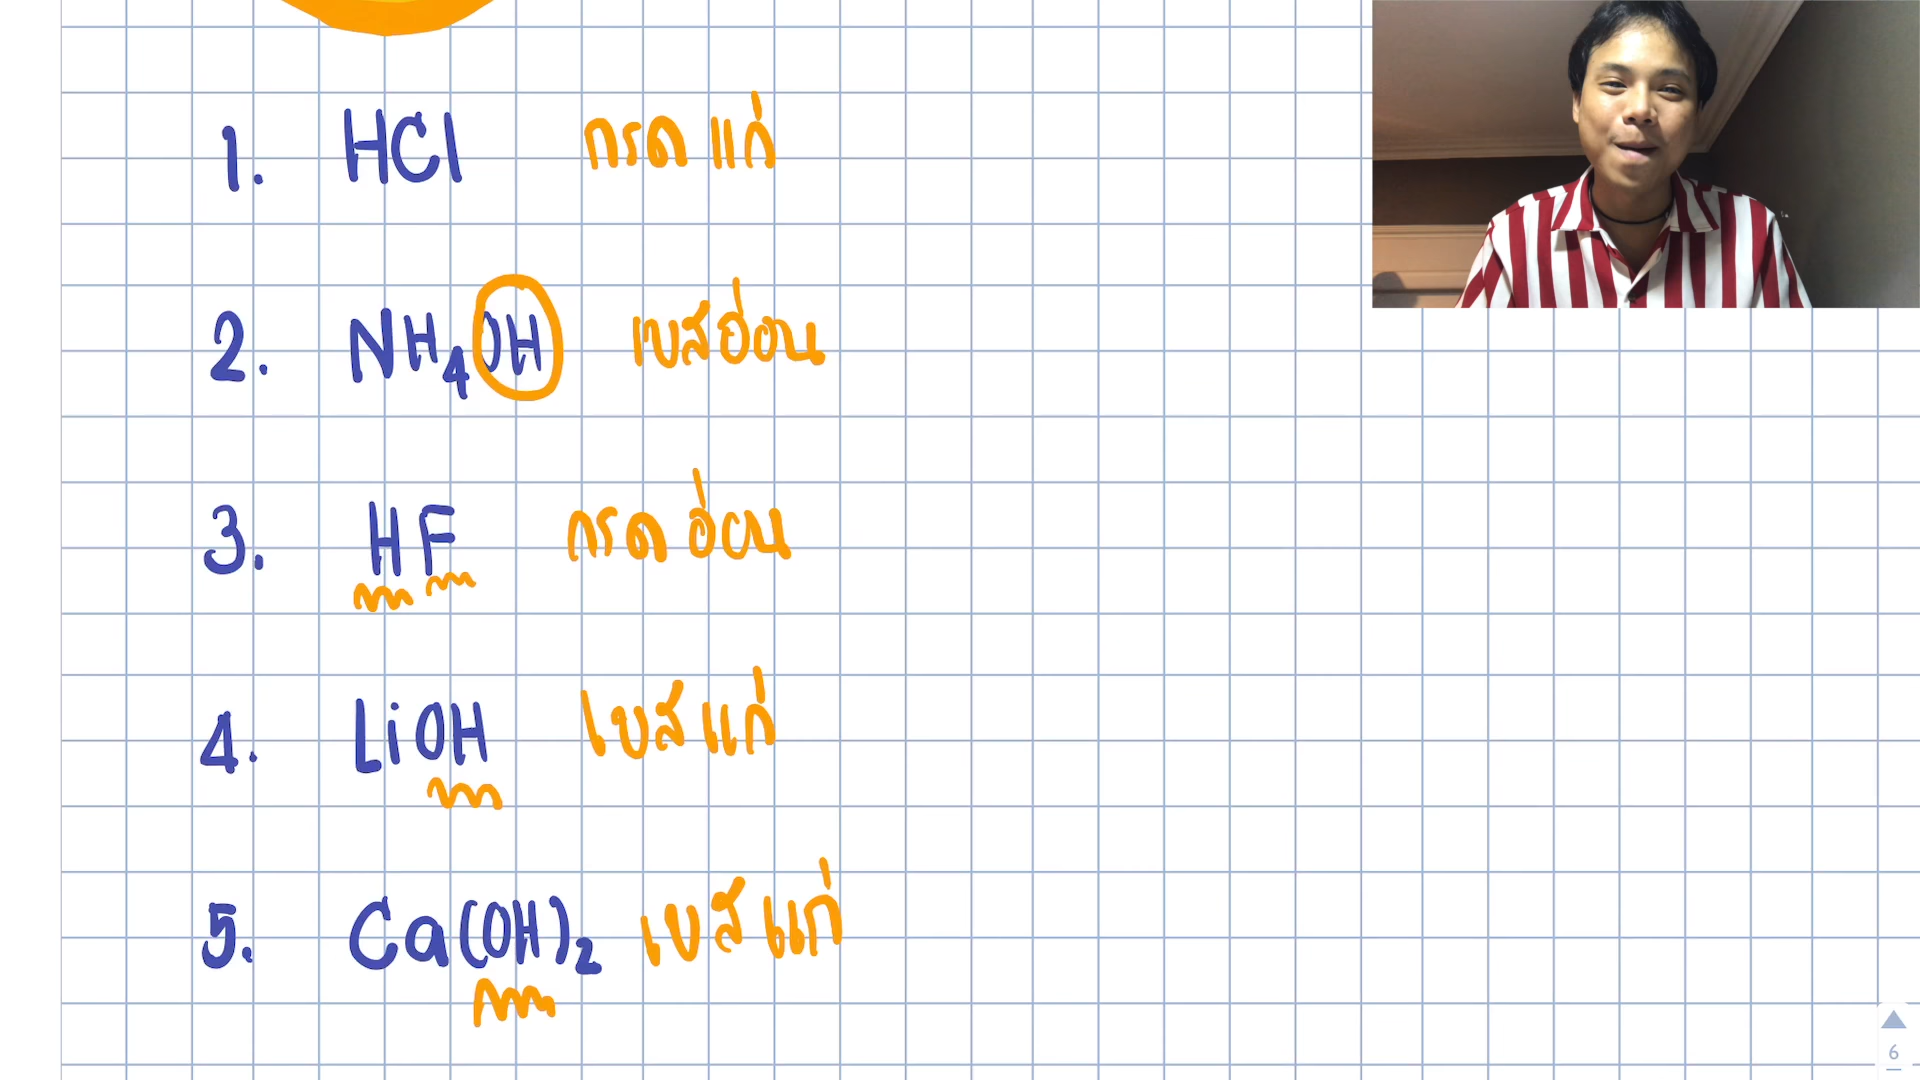 1. HCl กรดแก่
2. NH₄OH เบสอ่อน
3. HF กรดอ่อน
4. LiOH เบสแก่
5. Ca(OH)₂ เบสแก่
6